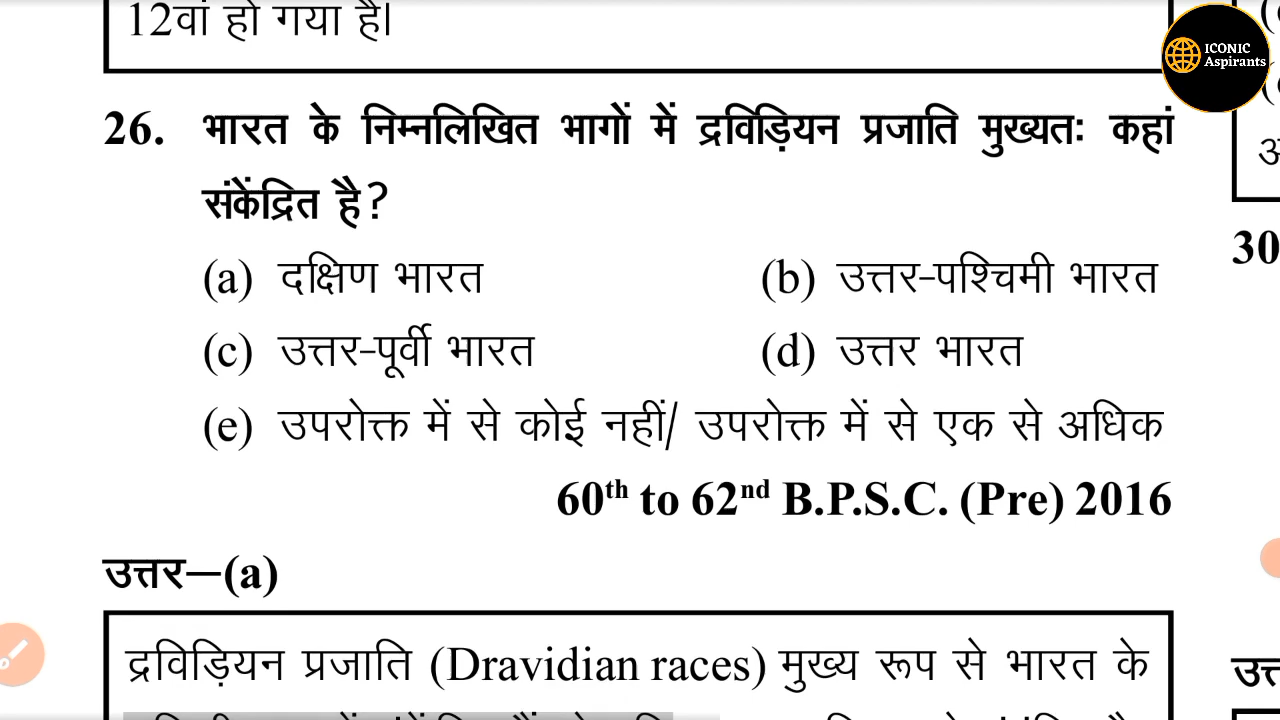 12वां हो गया है।
ICONIC
Aspirants
26. भारत के निम्नलिखित भागों में द्रविड़ियन प्रजाति मुख्यतः कहां
संकेंद्रित है?
(a) दक्षिण भारत (b) उत्तर-पश्चिमी भारत
(c) उत्तर-पूर्वी भारत (d) उत्तर भारत
(e) उपरोक्त में से कोई नहीं/ उपरोक्त में से एक से अधिक
60th to 62nd B.P.S.C. (Pre) 2016
उत्तर—(a)
द्रविड़ियन प्रजाति (Dravidian races) मुख्य रूप से भारत के
30